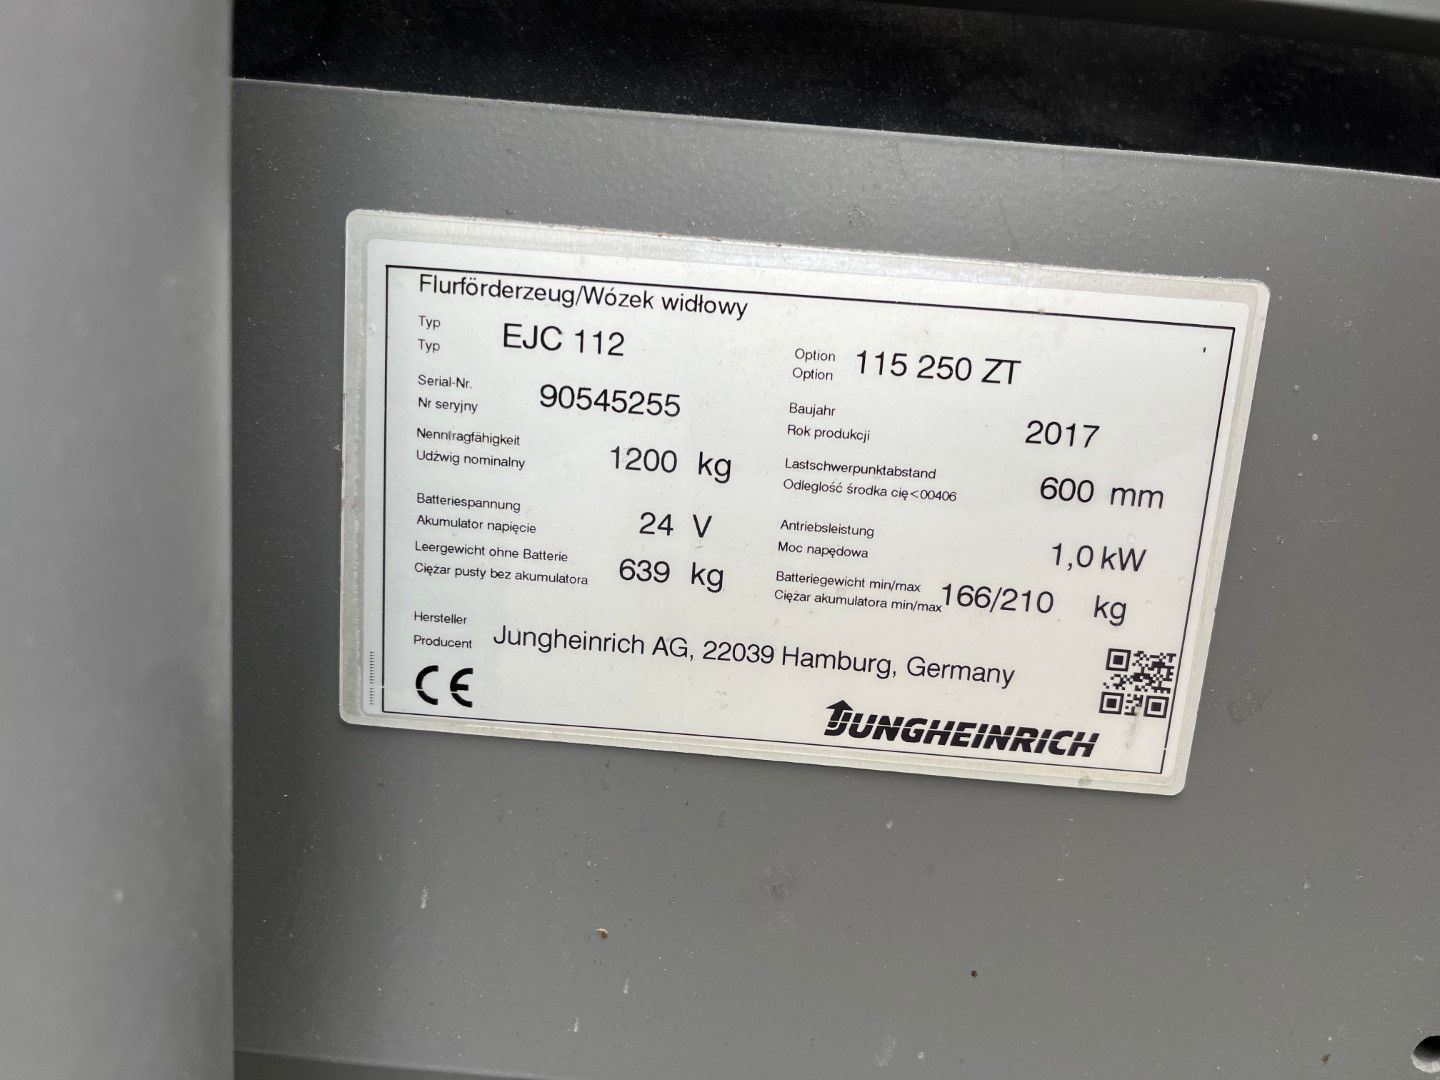 Flurförderzeug/Wózek widłowy
Typ
Typ
EJC 112
Option
Option
115 250 ZT
Serial-Nr.
Nr seryjny
90545255
Baujahr
Rok produkcji
2017
Nenntragfähigkeit
Udźwig nominalny
1200 kg
Lastschwerpunktabstand
Odległość środka cię<00406
600 mm
Batteriespannung
Akumulator napięcie
24 V
Antriebsleistung
Moc napędowa
1,0 kW
Leergewicht ohne Batterie
Ciężar pusty bez akumulatora
639 kg
Batteriegewicht min/max
Ciężar akumulatora min/max
166/210 kg
Hersteller
Producent
Jungheinrich AG, 22039 Hamburg, Germany
CE
JUNGHEINRICH